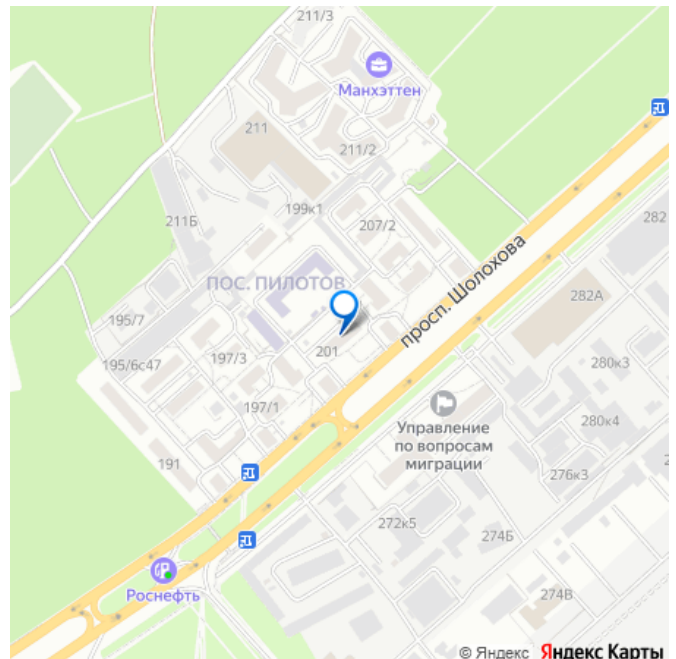 211/3
Манхэттен
211
211/2
282
199к1
211Б
207/2
ПОС. ПИЛОТОВ
просп. Шолохова
282А
195/7
201
195/6с47
197/3
280к3
197/1
Управление
по вопросам
миграции
280к4
191
276к3
272к5
274Б
Роснефть
274В
© Яндекс Яндекс Карты